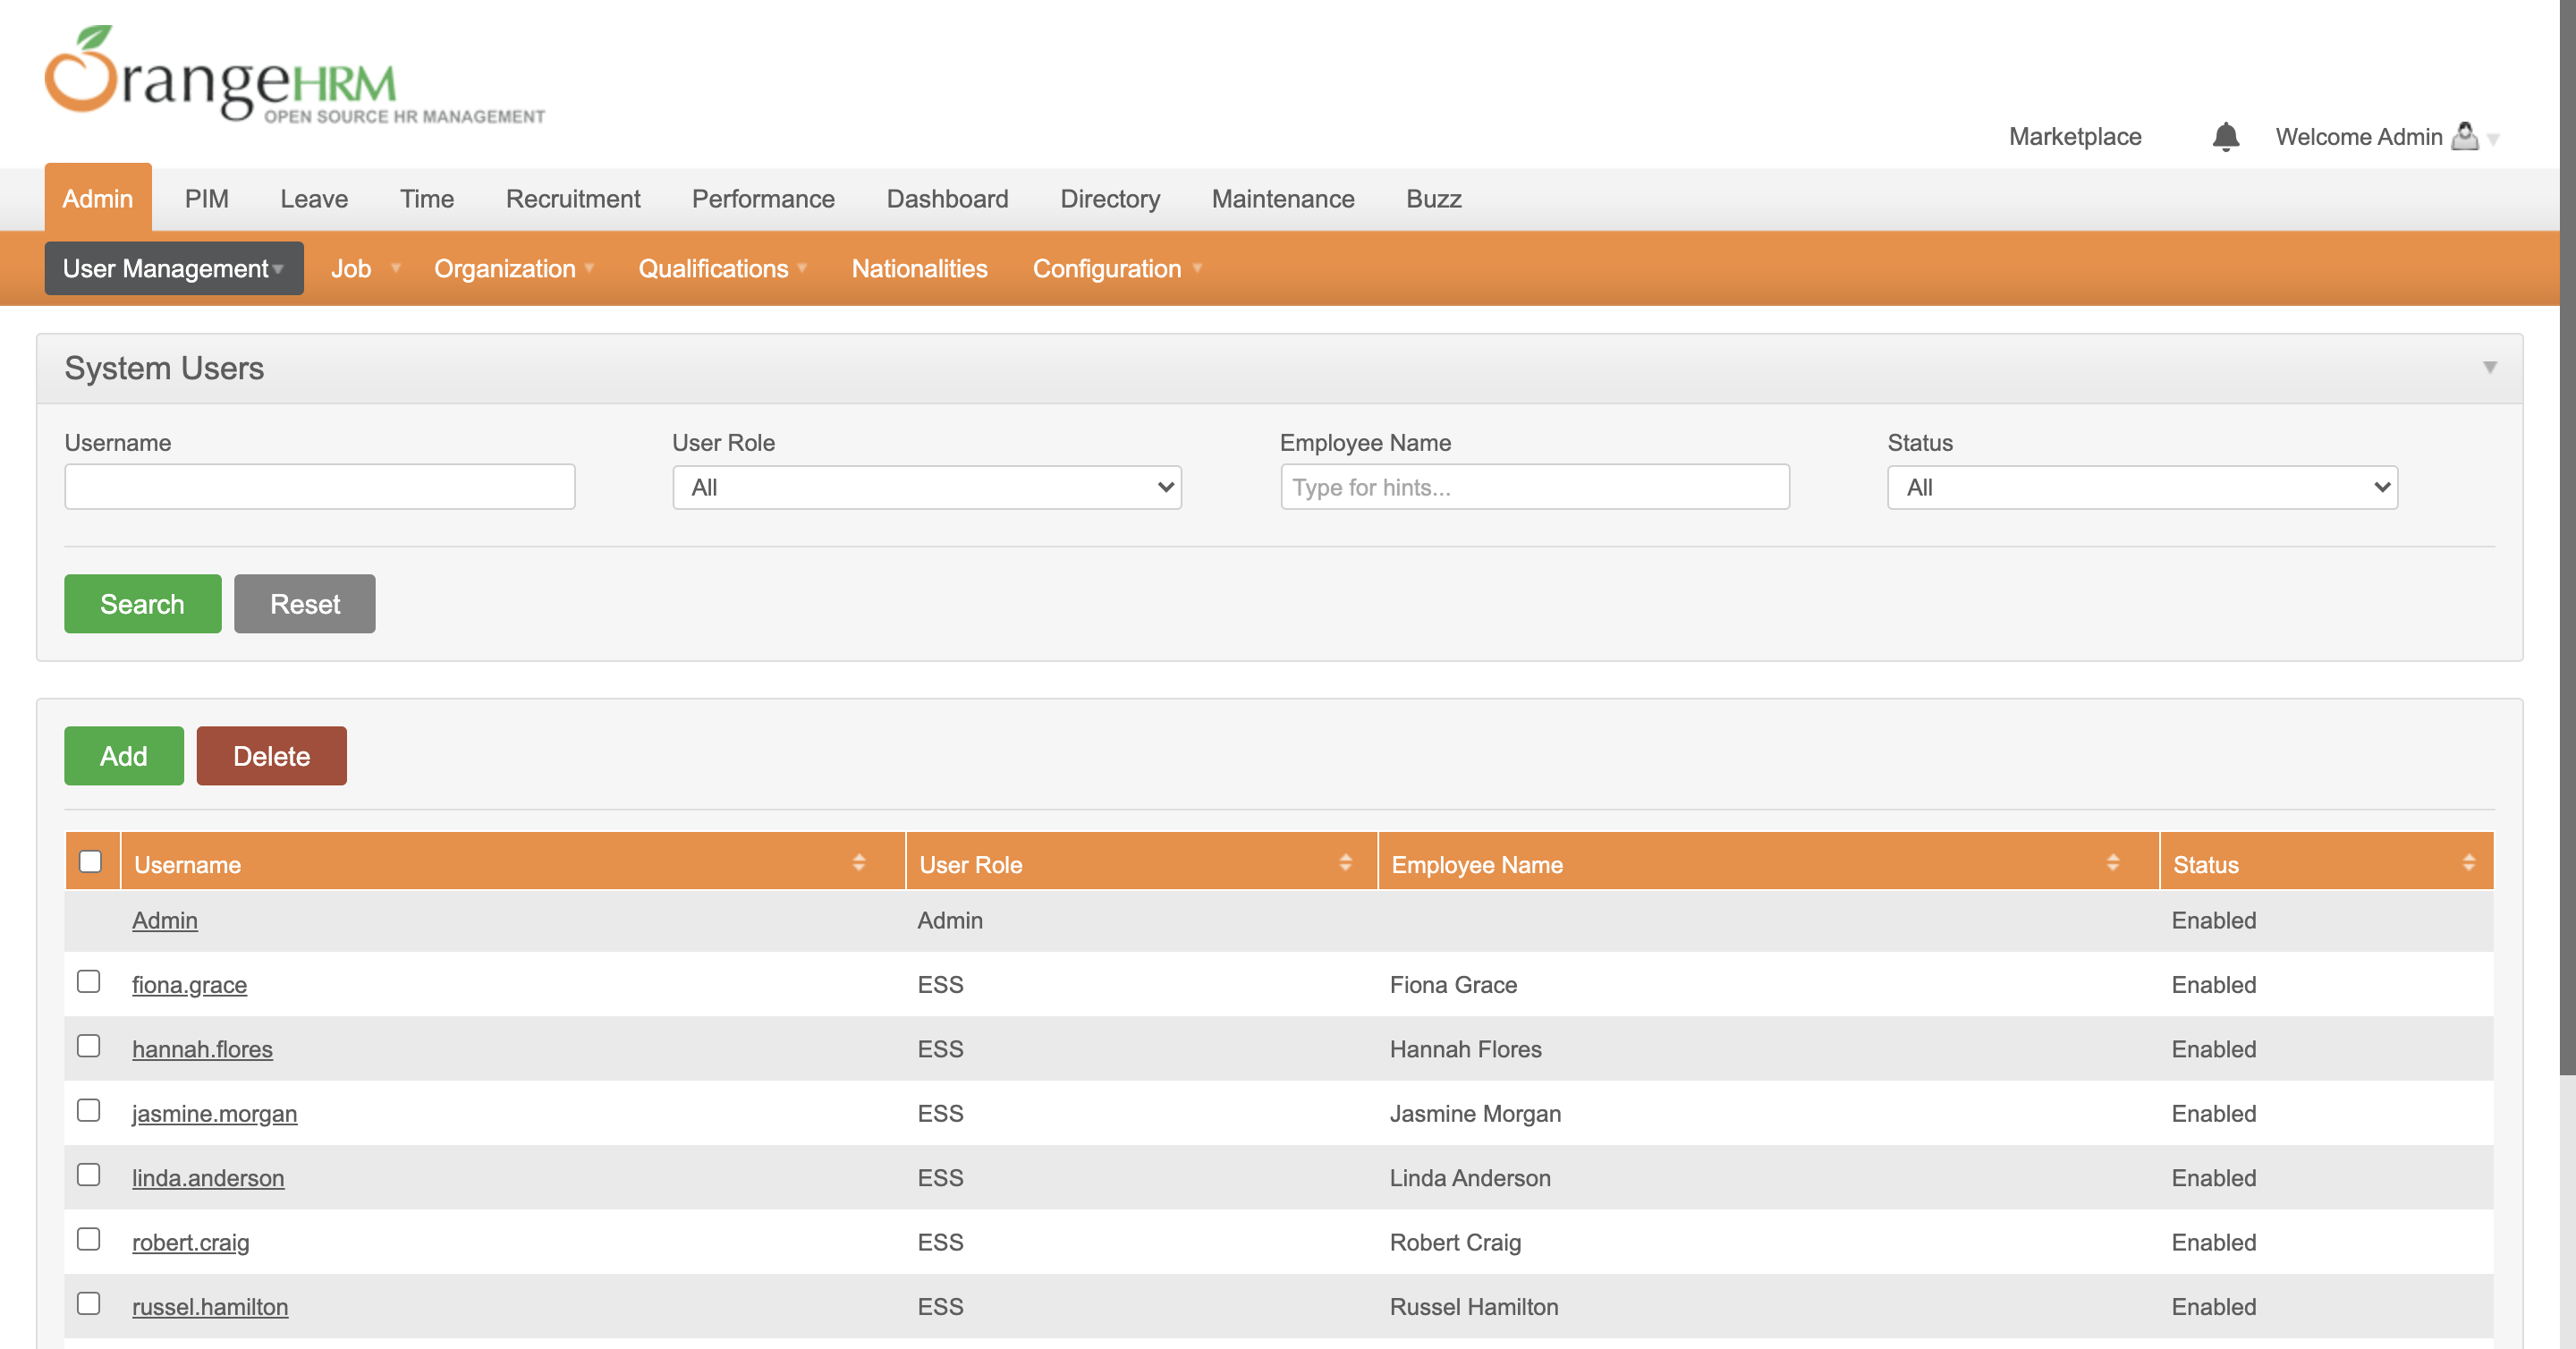 OrangeHRM
OPEN SOURCE HR MANAGEMENT
Marketplace Welcome Admin
Admin PIM Leave Time Recruitment Performance Dashboard Directory Maintenance Buzz
User Management Job Organization Qualifications Nationalities Configuration
System Users
Username User Role Employee Name Status
All Type for hints... All
Search Reset
Add Delete
Username User Role Employee Name Status
Admin Admin Enabled
fiona.grace ESS Fiona Grace Enabled
hannah.flores ESS Hannah Flores Enabled
jasmine.morgan ESS Jasmine Morgan Enabled
linda.anderson ESS Linda Anderson Enabled
robert.craig ESS Robert Craig Enabled
russel.hamilton ESS Russel Hamilton Enabled